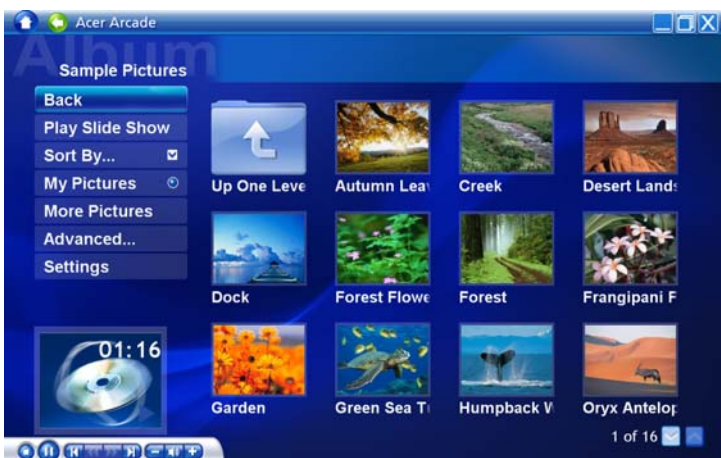 Acer Arcade
Album
Sample Pictures
Back
Play Slide Show
Sort By...
My Pictures
More Pictures
Advanced...
Settings
Up One Leve
Autumn Lea
Creek
Desert Lands
Dock
Forest Flowe
Forest
Frangipani F
Garden
Green Sea T
Humpback W
Oryx Antelop
01:16
1 of 16